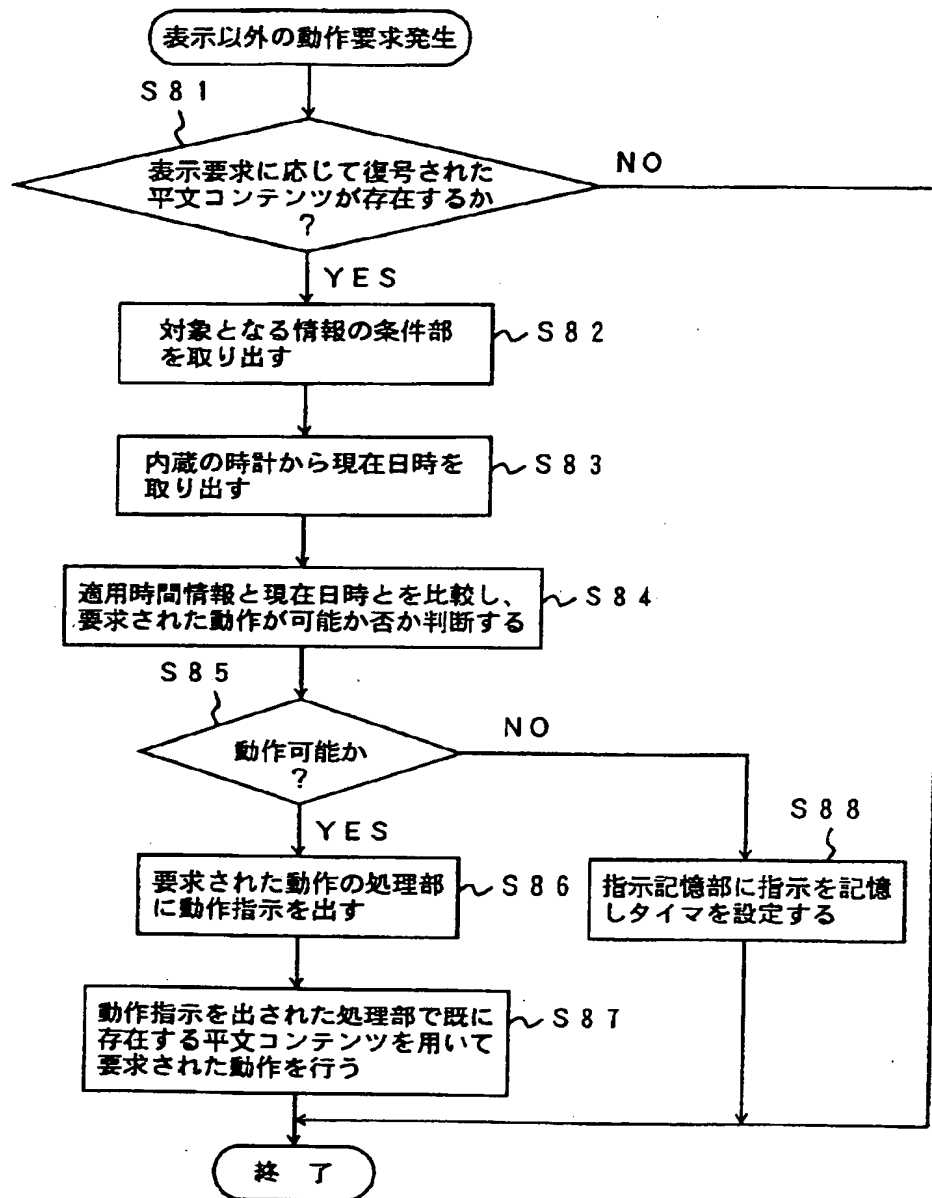 表示以外の動作要求発生
S81
表示要求に応じて復号された
平文コンテンツが存在するか
?
NO
YES
対象となる情報の条件部
を取り出す
S82
内蔵の時計から現在日時を
取り出す
S83
適用時間情報と現在日時とを比較し、
要求された動作が可能か否か判断する
S84
S85
動作可能か
?
NO
YES
要求された動作の処理部
に動作指示を出す
S86
S88
指示記憶部に指示を記憶
しタイマを設定する
動作指示を出された処理部で既に
存在する平文コンテンツを用いて
要求された動作を行う
S87
終 了